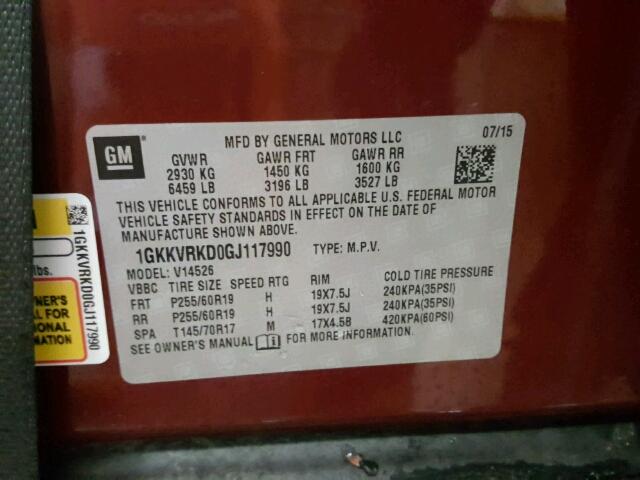 GM
MFD BY GENERAL MOTORS LLC 07/15
GVWR GAWR FRT GAWR RR
2930 KG 1450 KG 1600 KG
6459 LB 3196 LB 3527 LB
THIS VEHICLE CONFORMS TO ALL APPLICABLE U.S. FEDERAL MOTOR
VEHICLE SAFETY STANDARDS IN EFFECT ON THE DATE OF
MANUFACTURE SHOWN ABOVE.
1GKKVRKD0GJ117990 TYPE: M.P.V.
MODEL: V14526
VBBC TIRE SIZE SPEED RTG RIM COLD TIRE PRESSURE
FRT P255/60R19 H 19X7.5J 240KPA(35PSI)
RR P255/60R19 H 19X7.5J 240KPA(35PSI)
SPA T145/70R17 M 17X4.5B 420KPA(60PSI)
SEE OWNER'S MANUAL FOR MORE INFORMATION.
1GKKVRKD0GJ117990
lbs.
OWNER'S
AL FOR
IONAL
MATION